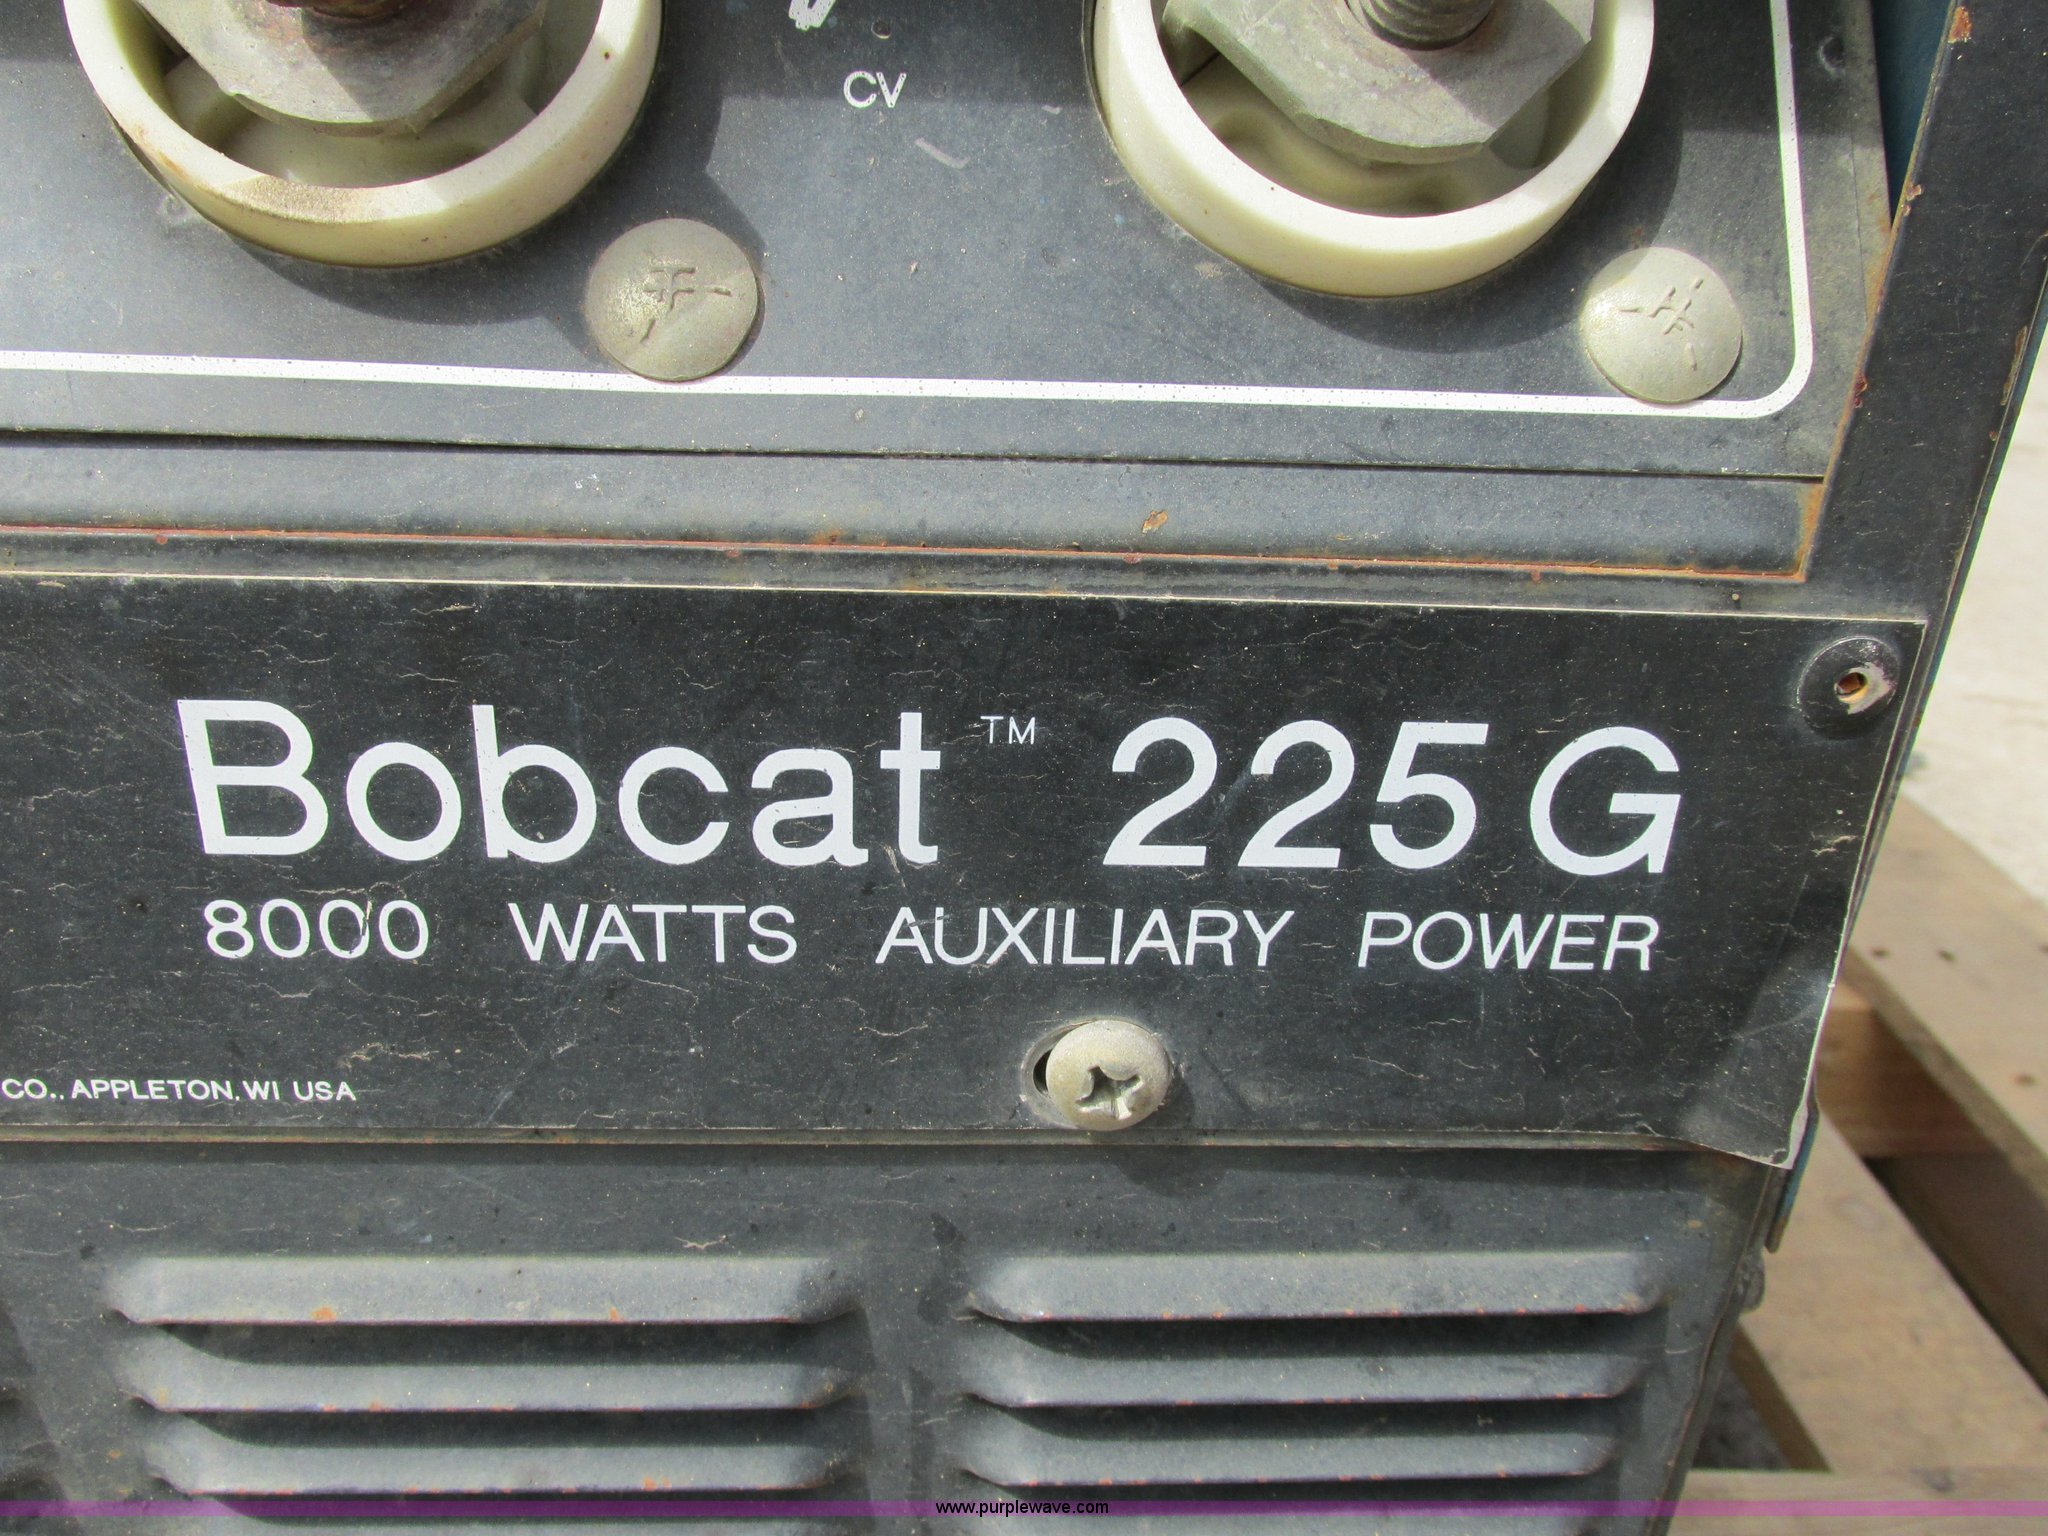 CV
Bobcat™ 225G
8000 WATTS AUXILIARY POWER
CO., APPLETON, WI USA
www.purplewave.com